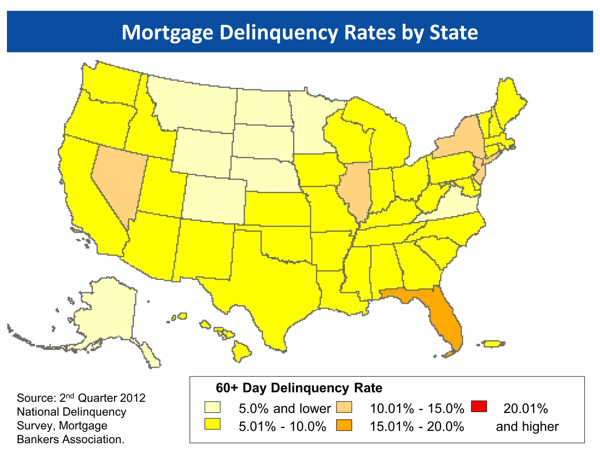 Mortgage Delinquency Rates by State
Source: 2nd Quarter 2012
National Delinquency
Survey, Mortgage
Bankers Association.
60+ Day Delinquency Rate
5.0% and lower
10.01% - 15.0%
20.01%
5.01% - 10.0%
15.01% - 20.0%
and higher